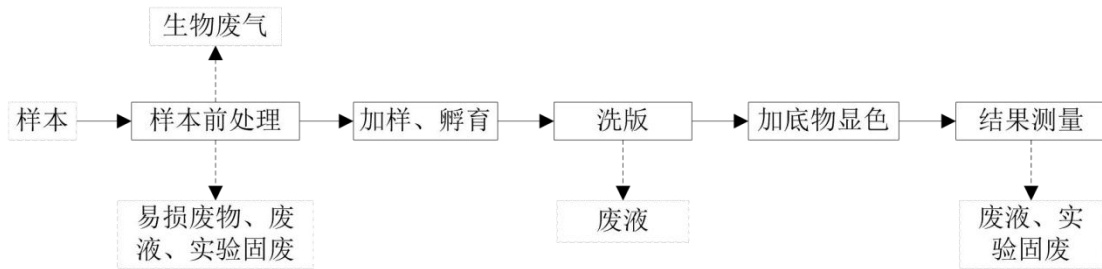 生物废气
样本
样本前处理
加样、孵育
洗版
加底物显色
结果测量
易损废物、废
液、实验固废
废液
废液、实
验固废